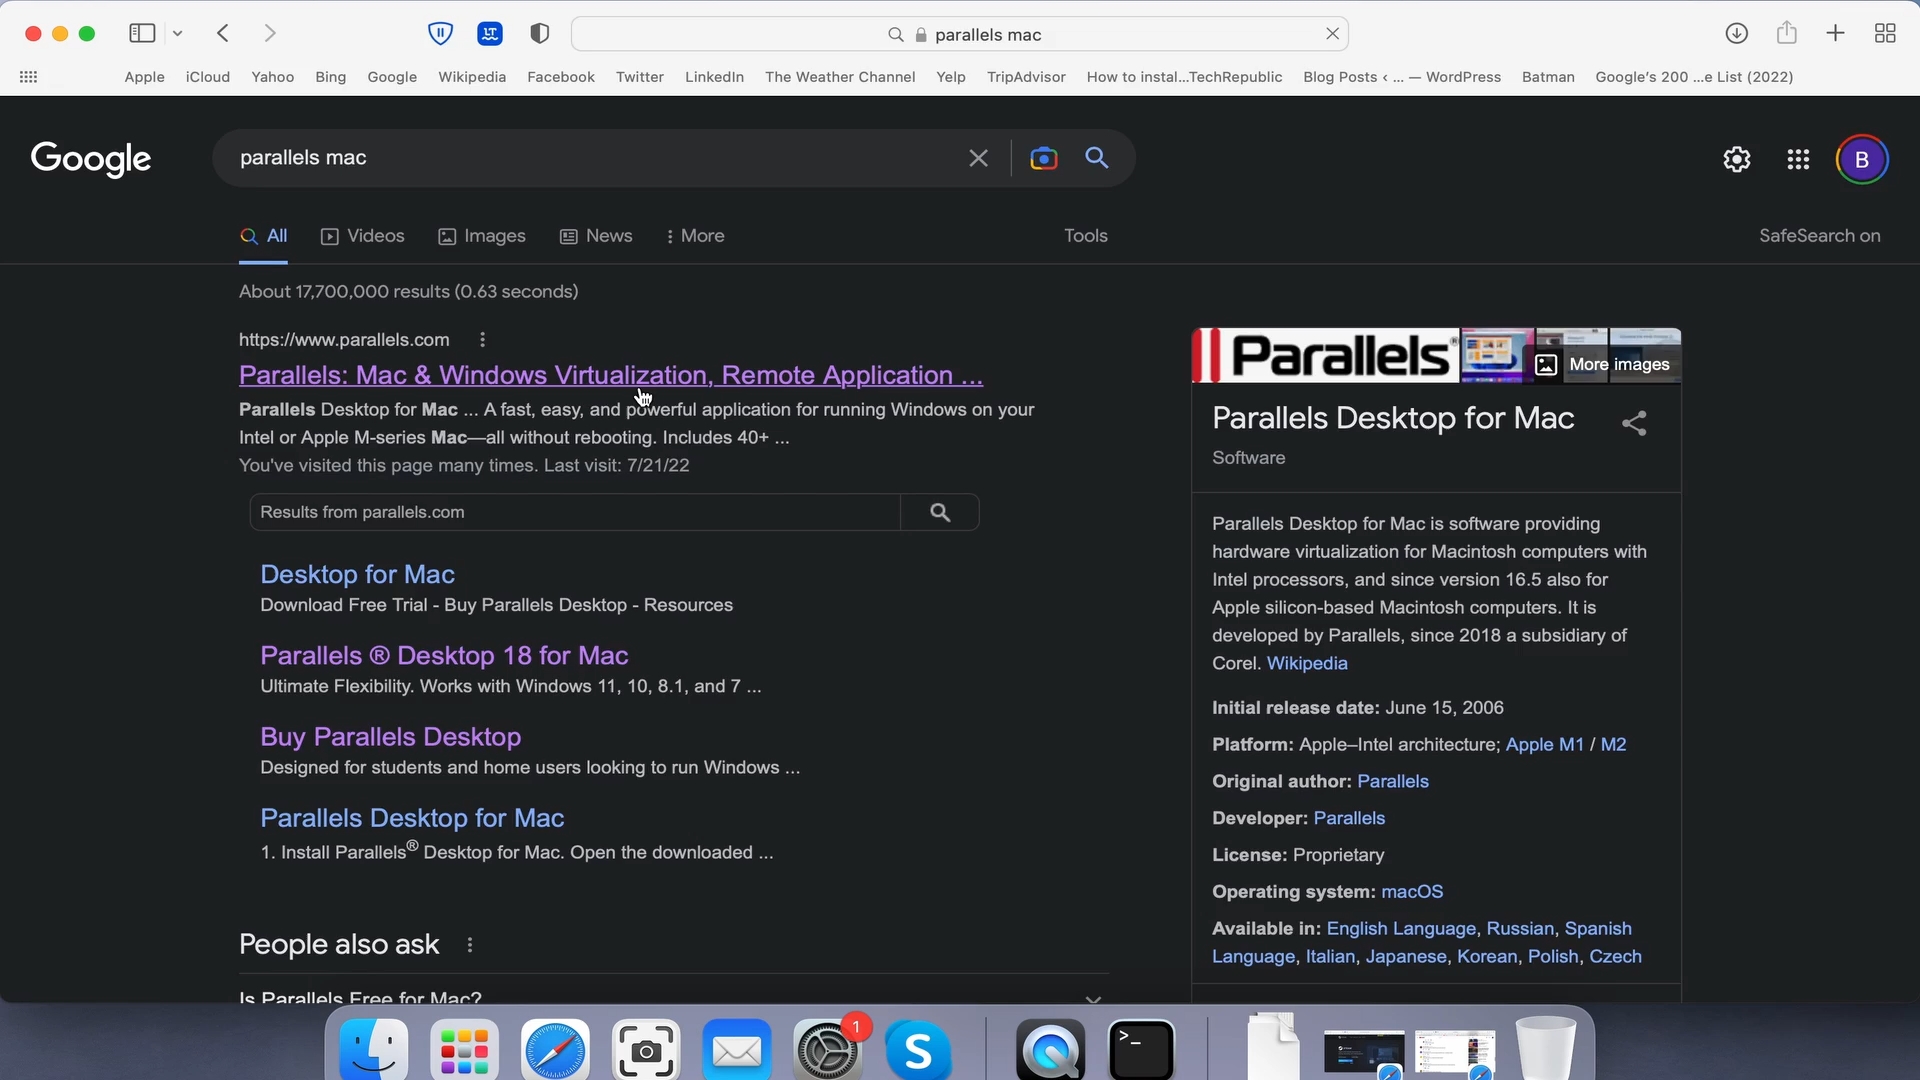 parallels mac
Apple iCloud Yahoo Bing Google Wikipedia Facebook Twitter LinkedIn The Weather Channel Yelp TripAdvisor How to instal...TechRepublic Blog Posts ‹ ... — WordPress Batman Google's 200 ...e List (2022)
Google
parallels mac
B
All Videos Images News More Tools SafeSearch on
About 17,700,000 results (0.63 seconds)
https://www.parallels.com
Parallels: Mac & Windows Virtualization, Remote Application ...
Parallels Desktop for Mac ... A fast, easy, and powerful application for running Windows on your
Intel or Apple M-series Mac—all without rebooting. Includes 40+ ...
You've visited this page many times. Last visit: 7/21/22
Results from parallels.com
Desktop for Mac
Download Free Trial - Buy Parallels Desktop - Resources
Parallels ® Desktop 18 for Mac
Ultimate Flexibility. Works with Windows 11, 10, 8.1, and 7 ...
Buy Parallels Desktop
Designed for students and home users looking to run Windows ...
Parallels Desktop for Mac
1. Install Parallels® Desktop for Mac. Open the downloaded ...
People also ask
Is Parallels Free for Mac?
Parallels®
More images
Parallels Desktop for Mac
Software
Parallels Desktop for Mac is software providing
hardware virtualization for Macintosh computers with
Intel processors, and since version 16.5 also for
Apple silicon-based Macintosh computers. It is
developed by Parallels, since 2018 a subsidiary of
Corel. Wikipedia
Initial release date: June 15, 2006
Platform: Apple–Intel architecture; Apple M1 / M2
Original author: Parallels
Developer: Parallels
License: Proprietary
Operating system: macOS
Available in: English Language, Russian, Spanish
Language, Italian, Japanese, Korean, Polish, Czech
1
S
>_